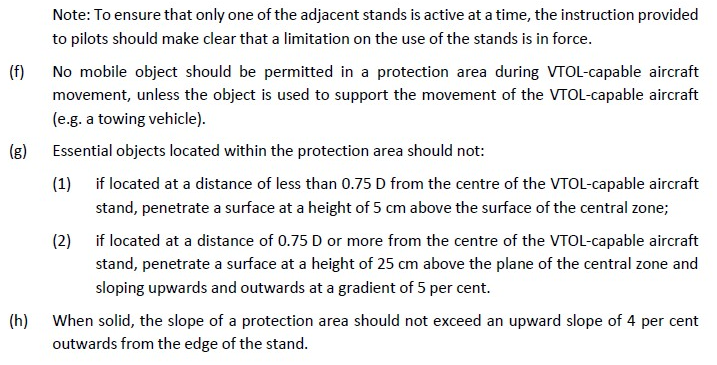 Note: To ensure that only one of the adjacent stands is active at a time, the instruction provided
to pilots should make clear that a limitation on the use of the stands is in force.
(f) No mobile object should be permitted in a protection area during VTOL-capable aircraft
movement, unless the object is used to support the movement of the VTOL-capable aircraft
(e.g. a towing vehicle).
(g) Essential objects located within the protection area should not:
(1) if located at a distance of less than 0.75 D from the centre of the VTOL-capable aircraft
stand, penetrate a surface at a height of 5 cm above the surface of the central zone;
(2) if located at a distance of 0.75 D or more from the centre of the VTOL-capable aircraft
stand, penetrate a surface at a height of 25 cm above the plane of the central zone and
sloping upwards and outwards at a gradient of 5 per cent.
(h) When solid, the slope of a protection area should not exceed an upward slope of 4 per cent
outwards from the edge of the stand.